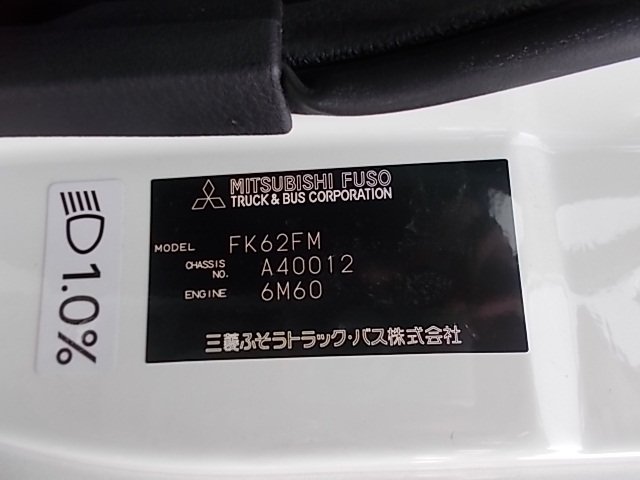 MITSUBISHI FUSO
TRUCK & BUS CORPORATION
MODEL FK62FM
CHASSIS NO. A40012
ENGINE 6M60
三菱ふそうトラック・バス株式会社
1.0%